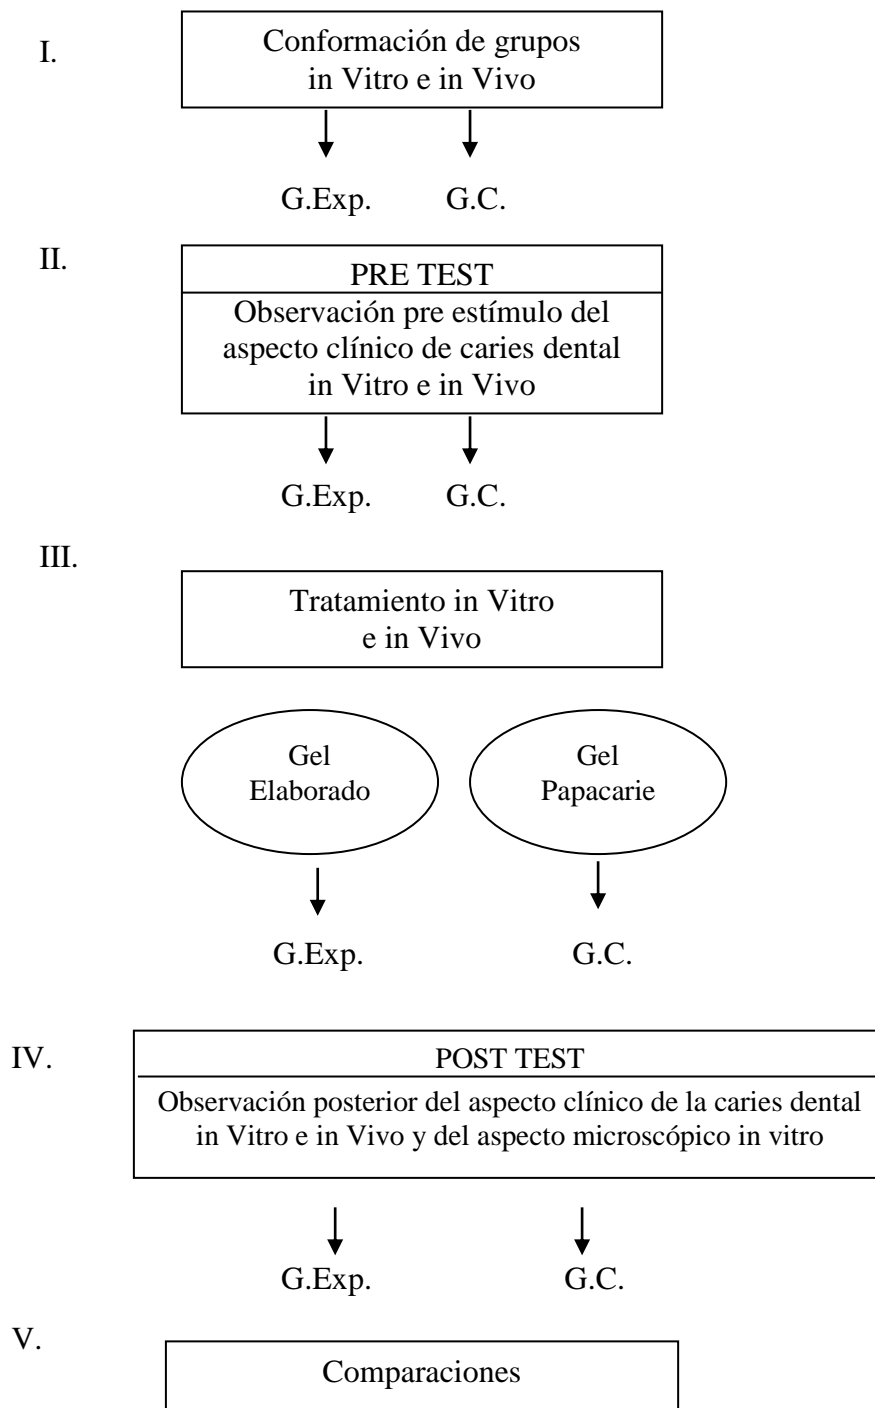 I.
Conformación de grupos
in Vitro e in Vivo
G.Exp. G.C.
II.
PRE TEST
Observación pre estímulo del
aspecto clínico de caries dental
in Vitro e in Vivo
G.Exp. G.C.
III.
Tratamiento in Vitro
e in Vivo
Gel
Elaborado
Gel
Papacarie
G.Exp. G.C.
IV.
POST TEST
Observación posterior del aspecto clínico de la caries dental
in Vitro e in Vivo y del aspecto microscópico in vitro
G.Exp. G.C.
V.
Comparaciones